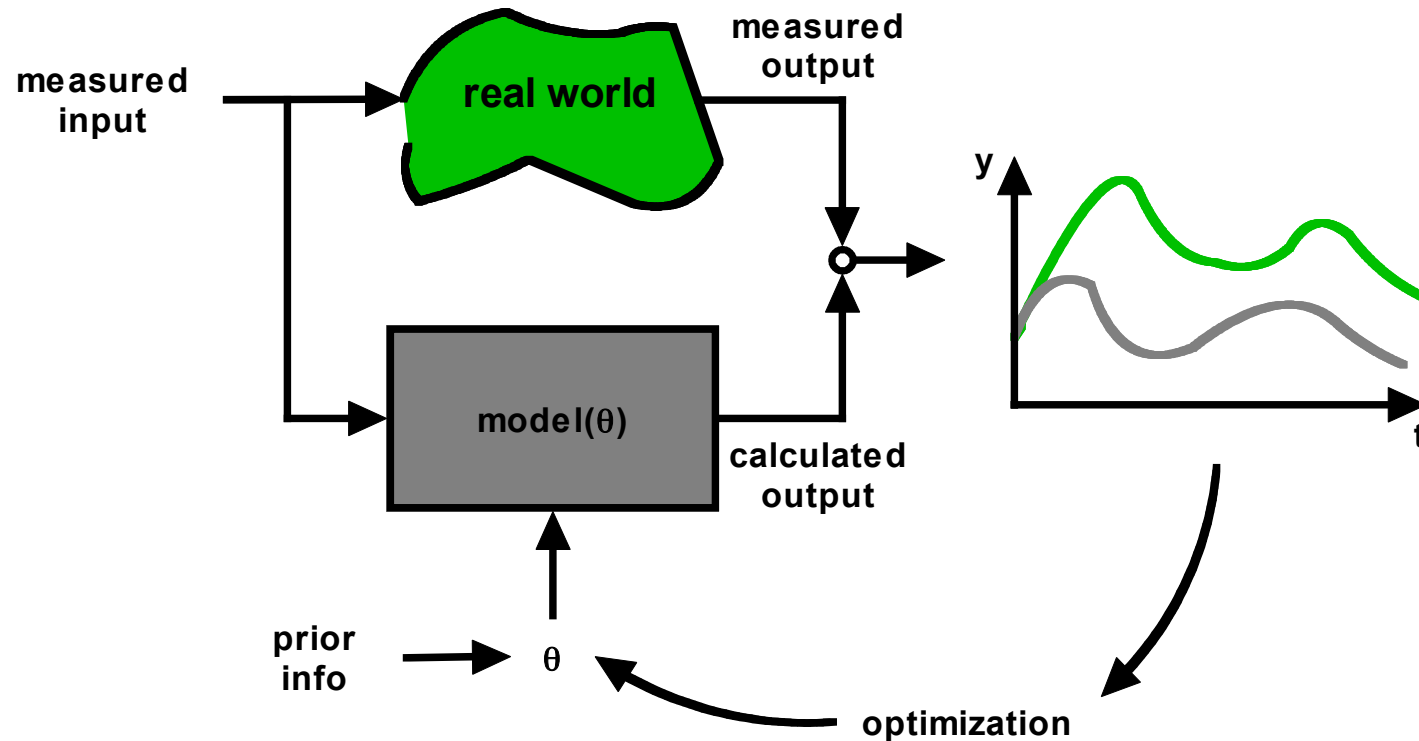 measured
input
real world
measured
output
y
t
model(θ)
calculated
output
prior
info
θ
optimization